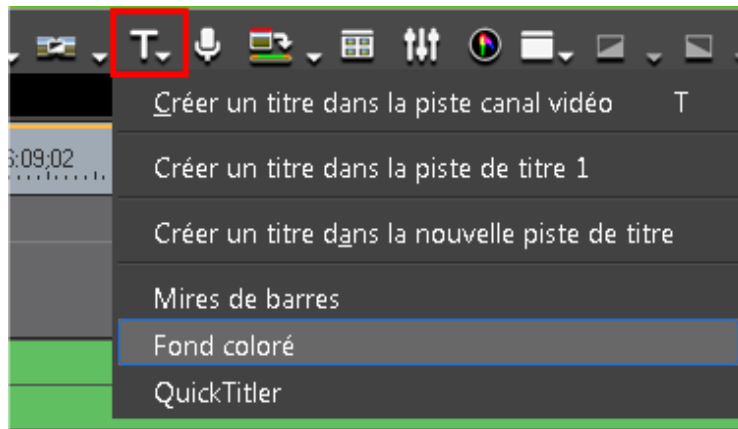 T
Créer un titre dans la piste canal vidéo T
6:09;02
Créer un titre dans la piste de titre 1
Créer un titre dans la nouvelle piste de titre
Mires de barres
Fond coloré
QuickTitler